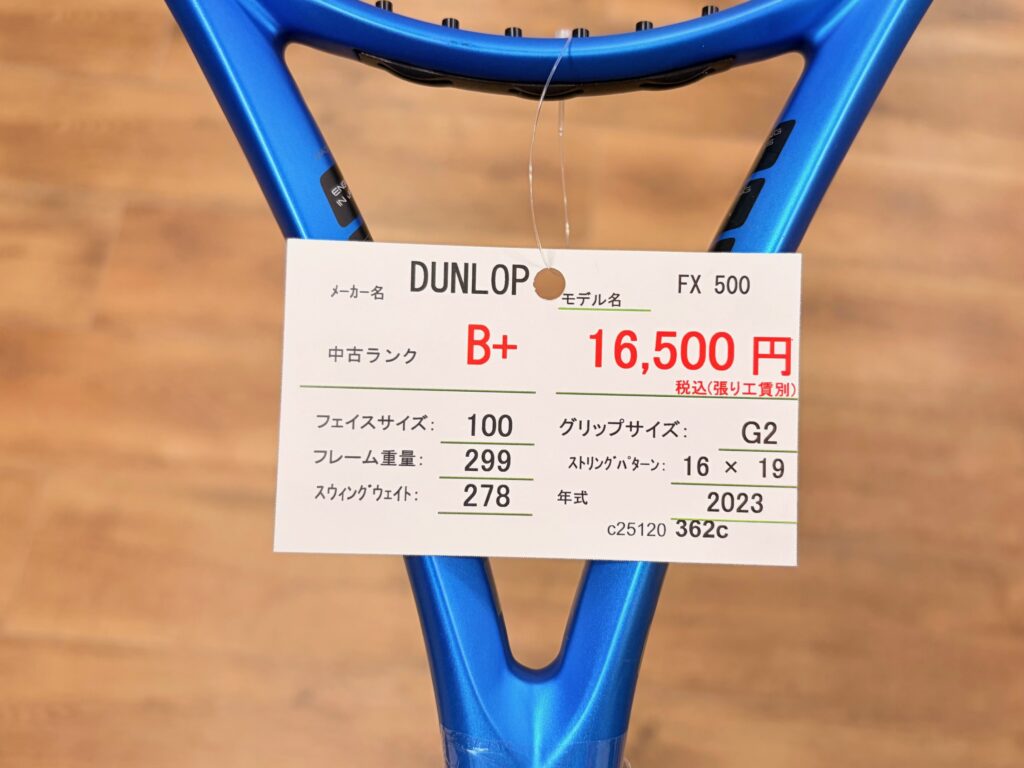 メーカー名 DUNLOP モデル名 FX 500
中古ランク B+ 16,500 円
税込(張り工賃別)
フェイスサイズ: 100 グリップサイズ: G2
フレーム重量: 299 ストリングパターン: 16 × 19
スウィングウェイト: 278 年式 2023
c25120 362c